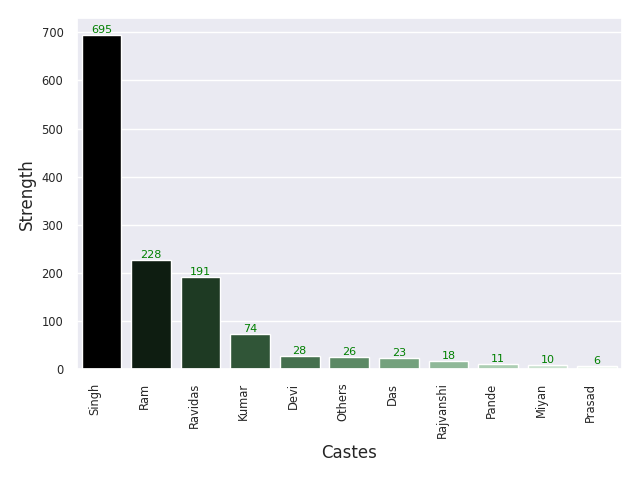 700
600
500
400
300
200
100
0
Strength
695
228
191
74
28
26
23
18
11
10
6
Singh
Ram
Ravidas
Kumar
Devi
Others
Das
Rajvanshi
Pande
Miyan
Prasad
Castes